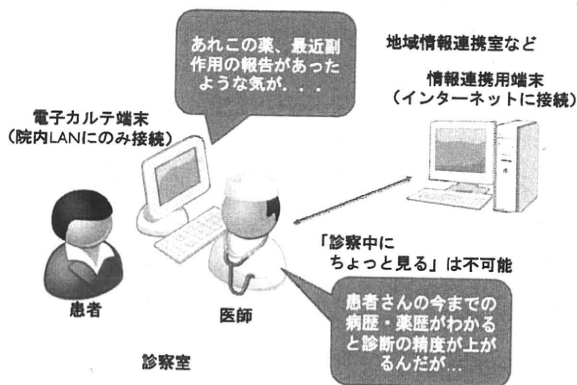 あれこの薬、最近副
作用の報告があった
ような気が．．．
地域情報連携室など
情報連携用端末
（インターネットに接続）
電子カルテ端末
（院内LANにのみ接続）
「診察中に
ちょっと見る」は不可能
患者
医師
患者さんの今までの
病歴・薬歴がわかる
と診断の精度が上が
るんだが…
診察室